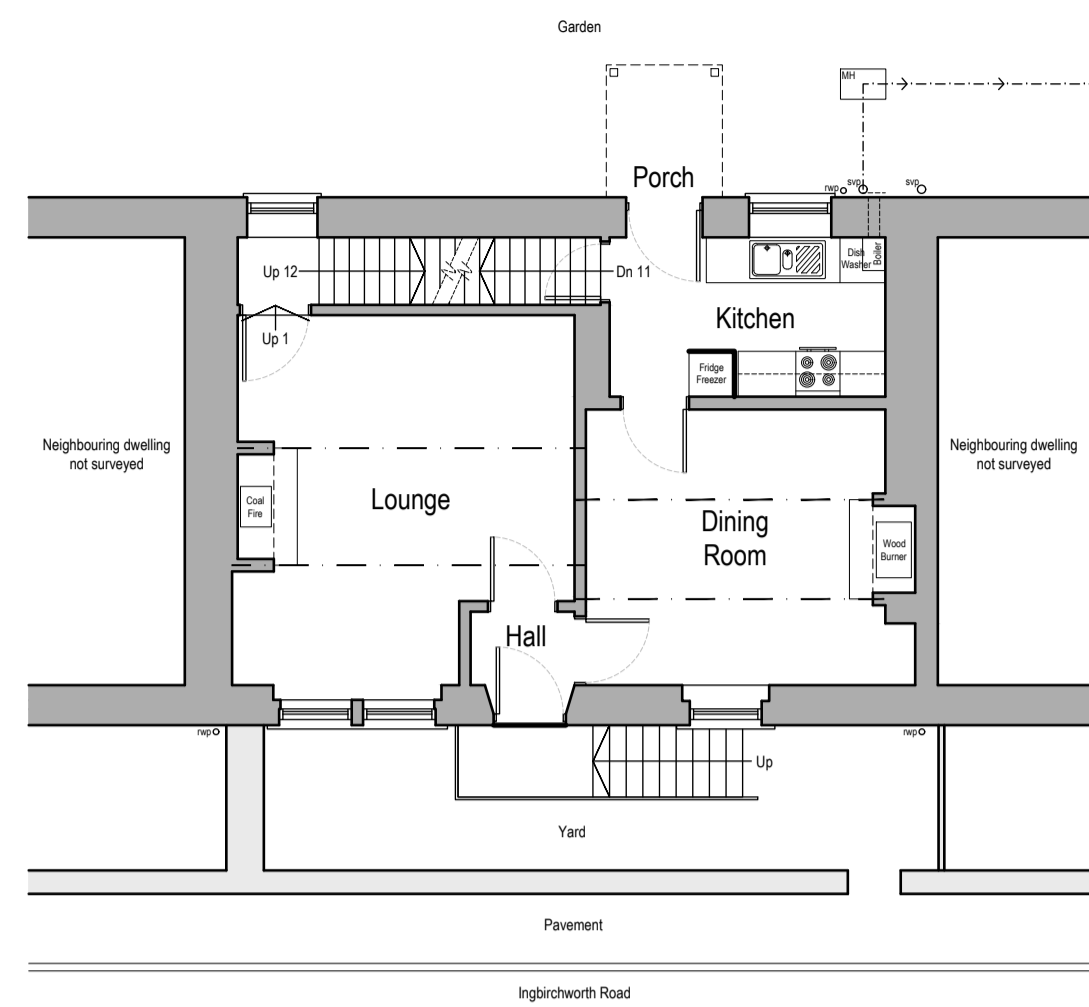 Garden
MH
Porch
rwp
svp
svp
Up 12
Dn 11
Dish
Washer
Boiler
Kitchen
Up 1
Fridge
Freezer
Neighbouring dwelling
not surveyed
Neighbouring dwelling
not surveyed
Coal
Fire
Lounge
Dining
Room
Wood
Burner
Hall
rwp
rwp
Up
Yard
Pavement
Ingbirchworth Road